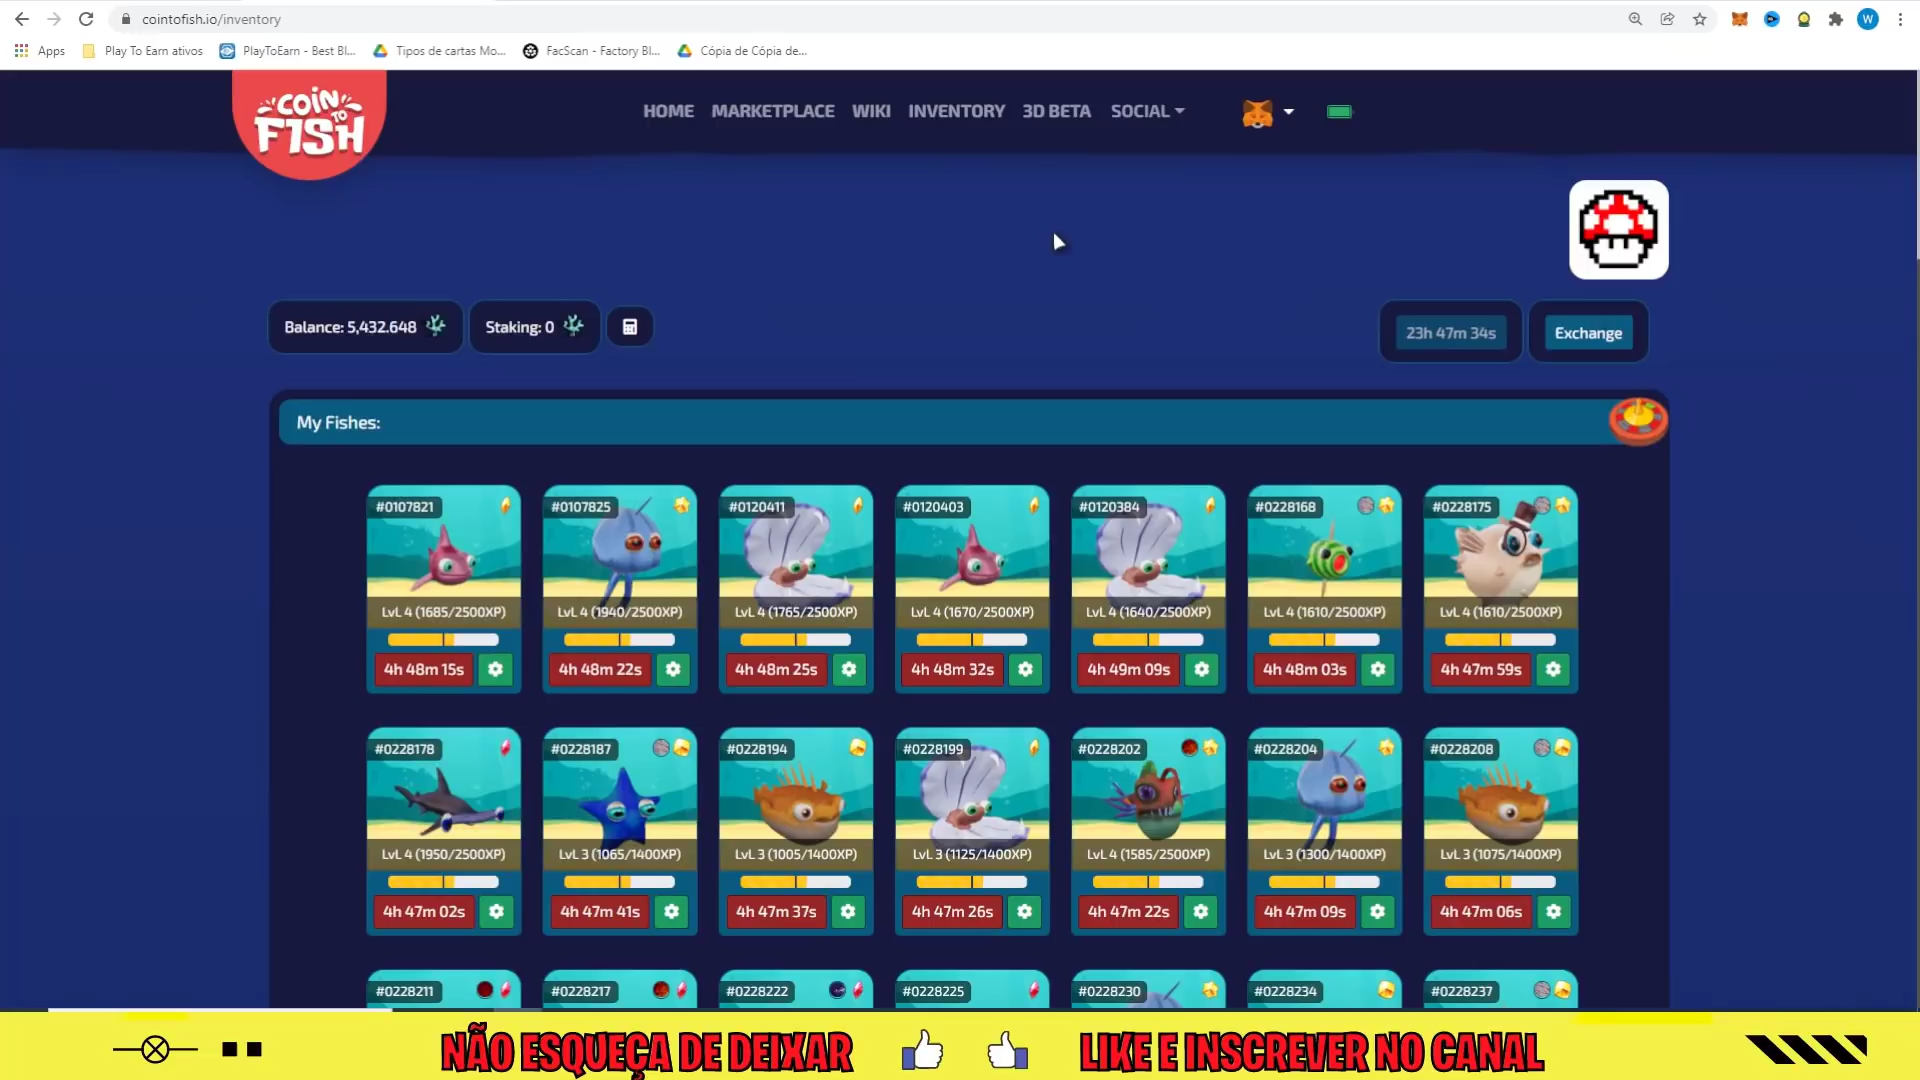 cointofish.io/inventory
W
Apps
Play To Earn ativos
PlayToEarn - Best Bl...
Tipos de cartas Mo...
FacScan - Factory Bl...
Cópia de Cópia de...
COIN TO FISH
HOME MARKETPLACE WIKI INVENTORY 3D BETA SOCIAL
Balance: 5,432.648
Staking: 0
23h 47m 34s
Exchange
My Fishes:
#0107821 #0107825 #0120411 #0120403 #0120384 #0228168 #0228175
LvL 4 (1685/2500XP) LvL 4 (1940/2500XP) LvL 4 (1765/2500XP) LvL 4 (1670/2500XP) LvL 4 (1640/2500XP) LvL 4 (1610/2500XP) LvL 4 (1610/2500XP)
4h 48m 15s 4h 48m 22s 4h 48m 25s 4h 48m 32s 4h 49m 09s 4h 48m 03s 4h 47m 59s
#0228178 #0228187 #0228194 #0228199 #0228202 #0228204 #0228208
LvL 4 (1950/2500XP) LvL 3 (1065/1400XP) LvL 3 (1005/1400XP) LvL 3 (1125/1400XP) LvL 4 (1585/2500XP) LvL 3 (1300/1400XP) LvL 3 (1075/1400XP)
4h 47m 02s 4h 47m 41s 4h 47m 37s 4h 47m 26s 4h 47m 22s 4h 47m 09s 4h 47m 06s
#0228211 #0228217 #0228222 #0228225 #0228230 #0228234 #0228237
NÃO ESQUEÇA DE DEIXAR LIKE E INSCREVER NO CANAL